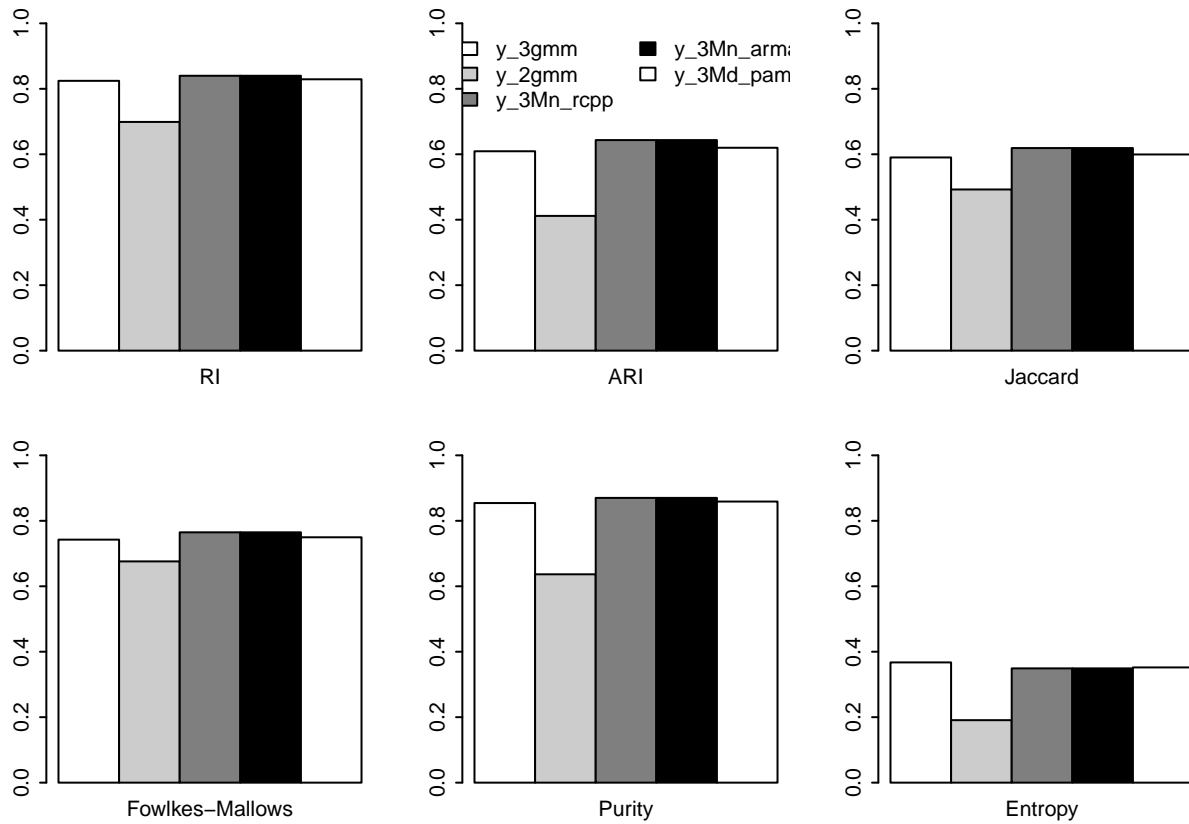 0.0 0.2 0.4 0.6 0.8 1.0
RI
0.0 0.2 0.4 0.6 0.8 1.0
y_3gmm
y_2gmm
y_3Mn_rcpp
y_3Mn_arma
y_3Md_pam
ARI
0.0 0.2 0.4 0.6 0.8 1.0
Jaccard
0.0 0.2 0.4 0.6 0.8 1.0
Fowlkes−Mallows
0.0 0.2 0.4 0.6 0.8 1.0
Purity
0.0 0.2 0.4 0.6 0.8 1.0
Entropy